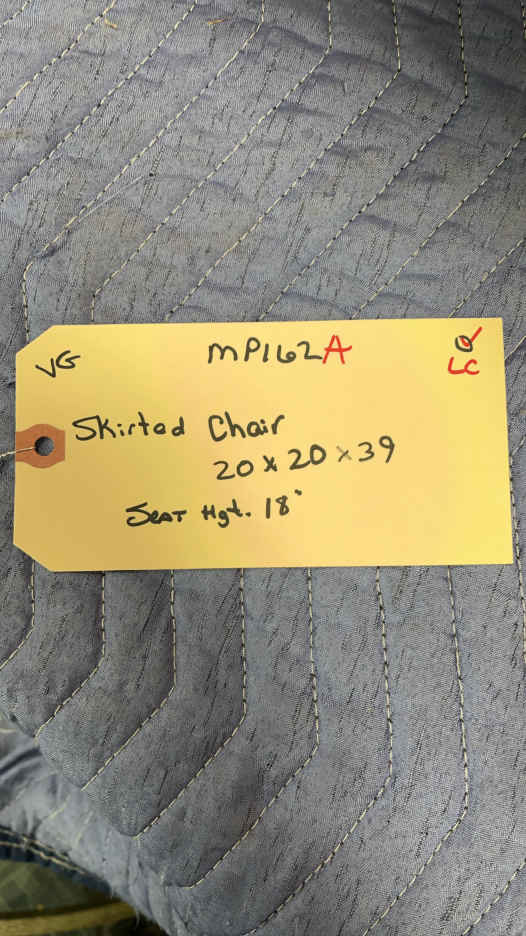 VG
MP162A
Q
LC
Skirted Chair
20 x 20 x 39
Seat Hgt. 18"